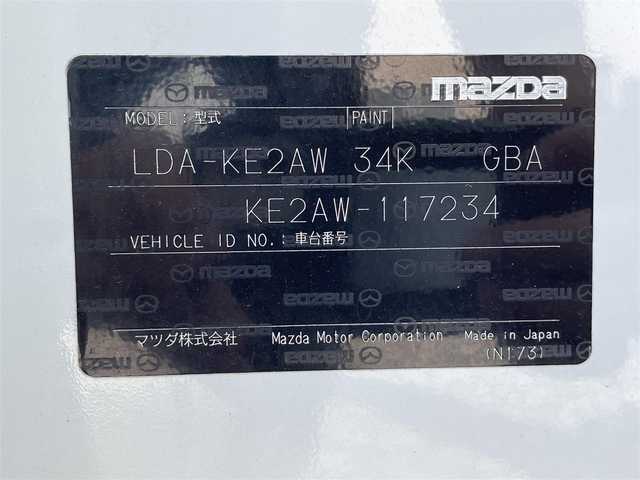 mazda
MODEL:型式 PAINT
LDA-KE2AW 34K GBA
KE2AW-117234
VEHICLE ID NO.:車台番号
マツダ株式会社 Mazda Motor Corporation Made in Japan
(N173)